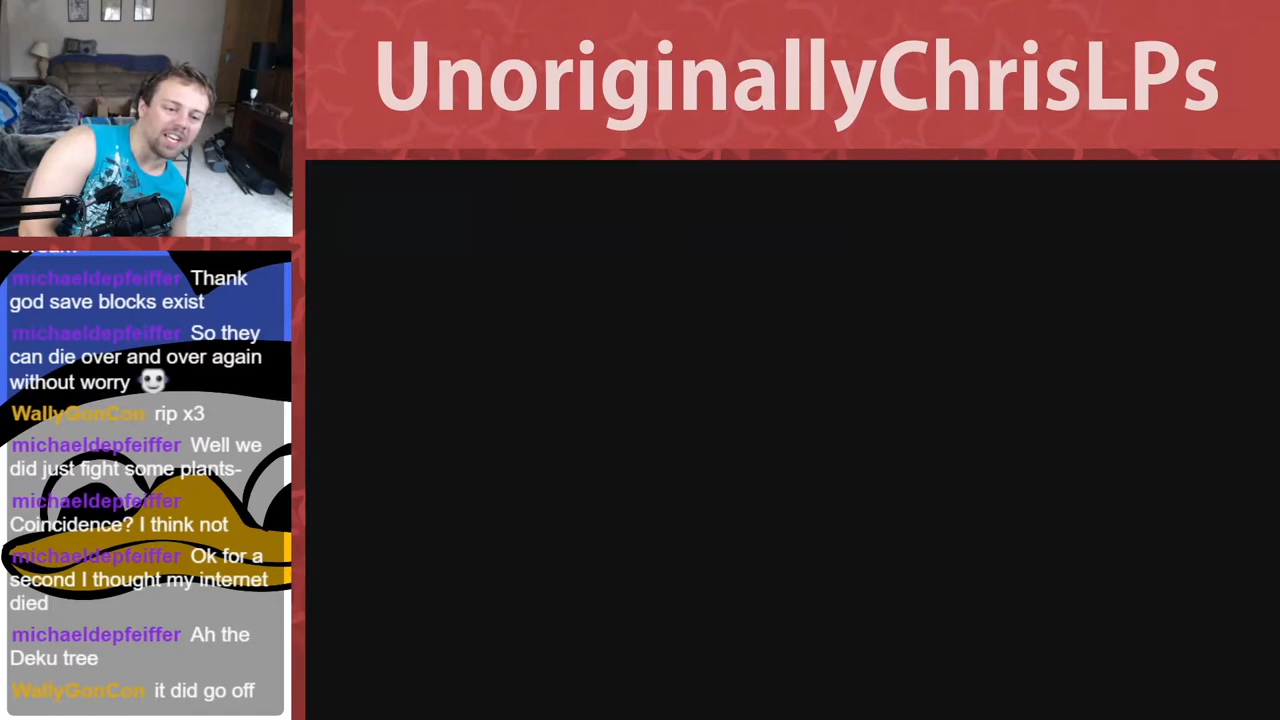 UnoriginallyChrisLPs
michaeldepfeiffer Thank
god save blocks exist
michaeldepfeiffer So they
can die over and over again
without worry
WallyGonCon rip x3
michaeldepfeiffer Well we
did just fight some plants-
michaeldepfeiffer
Coincidence? I think not
michaeldepfeiffer Ok for a
second I thought my internet
died
michaeldepfeiffer Ah the
Deku tree
WallyGonCon it did go off